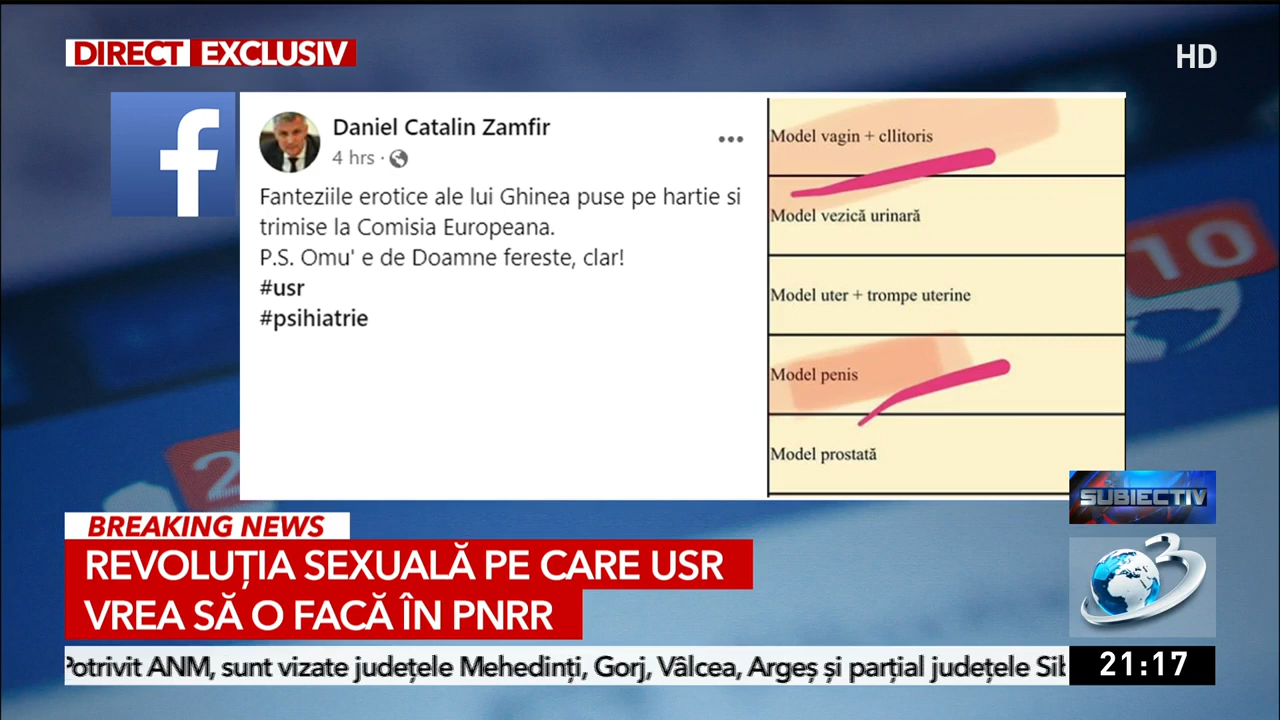 DIRECT EXCLUSIV
HD
f
Daniel Catalin Zamfir
4 hrs ·
Fanteziile erotice ale lui Ghinea puse pe hartie si
trimise la Comisia Europeana.
P.S. Omu' e de Doamne fereste, clar!
#usr
#psihiatrie
Model vagin + cllitoris
Model vezică urinară
Model uter + trompe uterine
Model penis
Model prostată
10
2
SUBIECTIV
3
BREAKING NEWS
REVOLUȚIA SEXUALĂ PE CARE USR
VREA SĂ O FACĂ ÎN PNRR
Potrivit ANM, sunt vizate județele Mehedinți, Gorj, Vâlcea, Argeș și parțial județele Sib
21:17